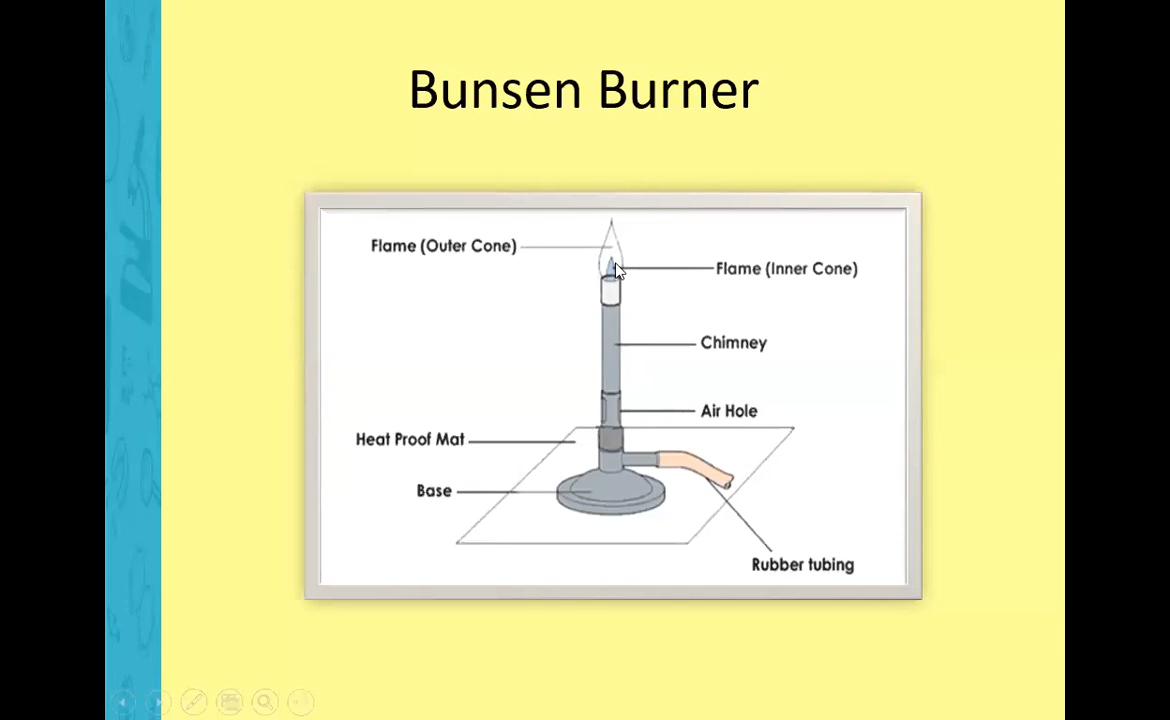 Bunsen Burner
Flame (Outer Cone)
Flame (Inner Cone)
Chimney
Air Hole
Heat Proof Mat
Base
Rubber tubing